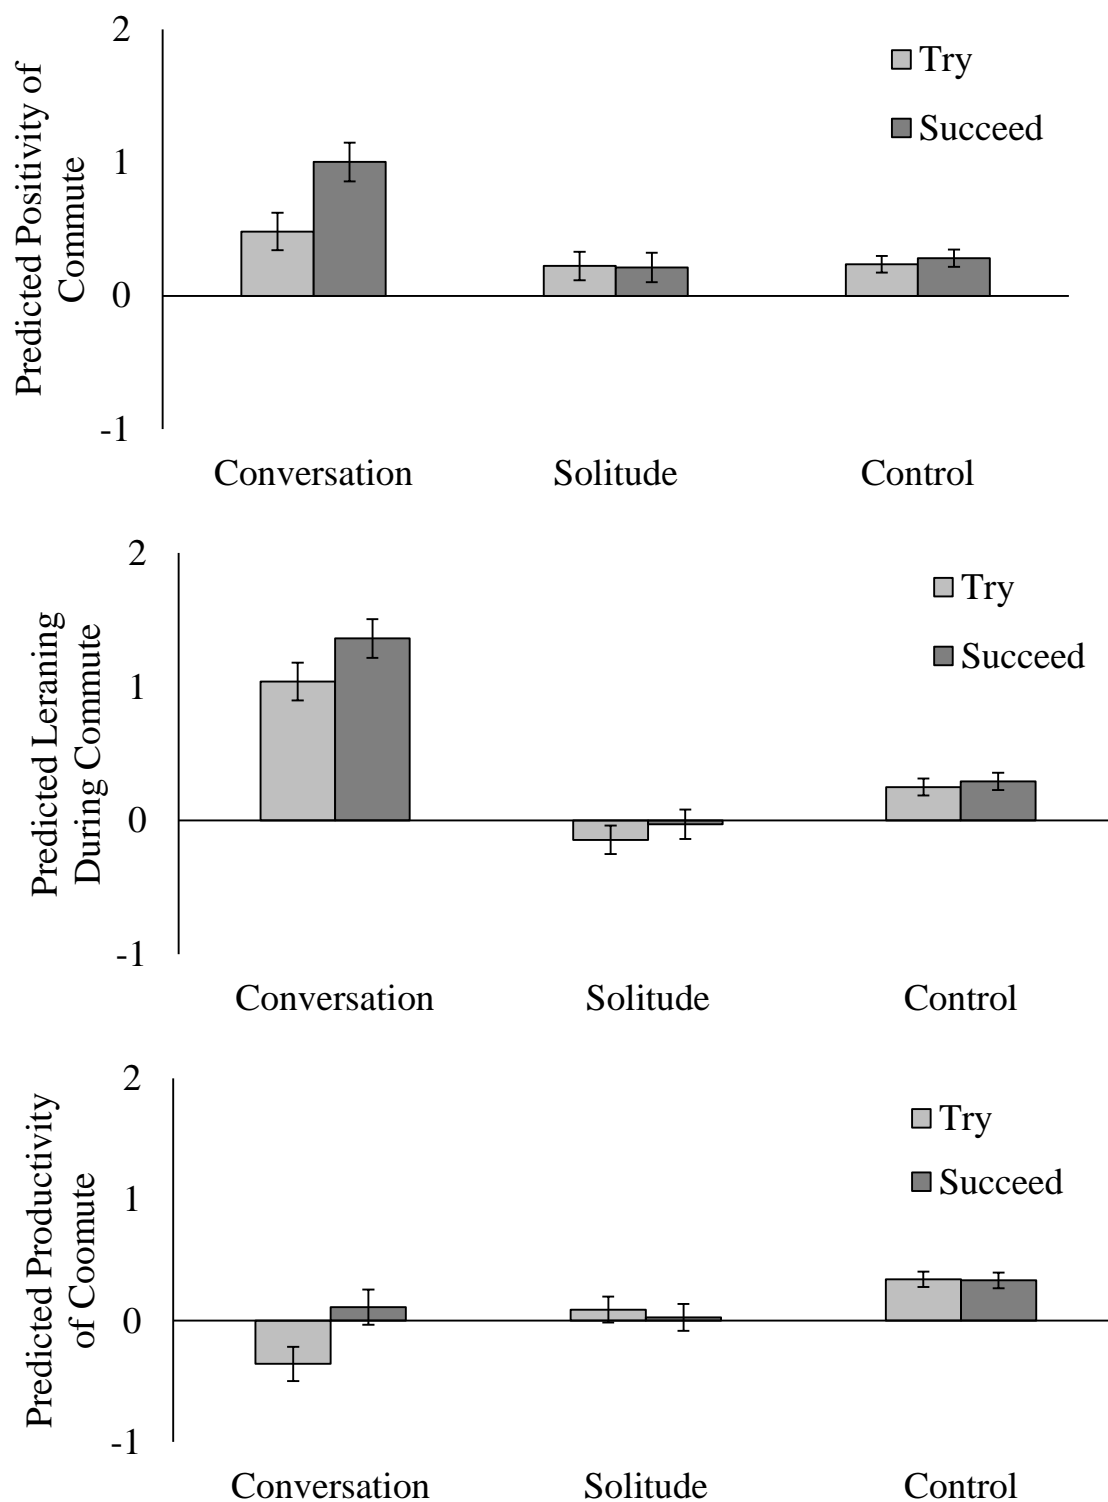 2
Try
Succeed
1
0
-1
Predicted Positivity of
Commute
Conversation
Solitude
Control
2
Try
Succeed
1
0
-1
Predicted Leraning
During Commute
Conversation
Solitude
Control
2
Try
Succeed
1
0
-1
Predicted Productivity
of Coomute
Conversation
Solitude
Control